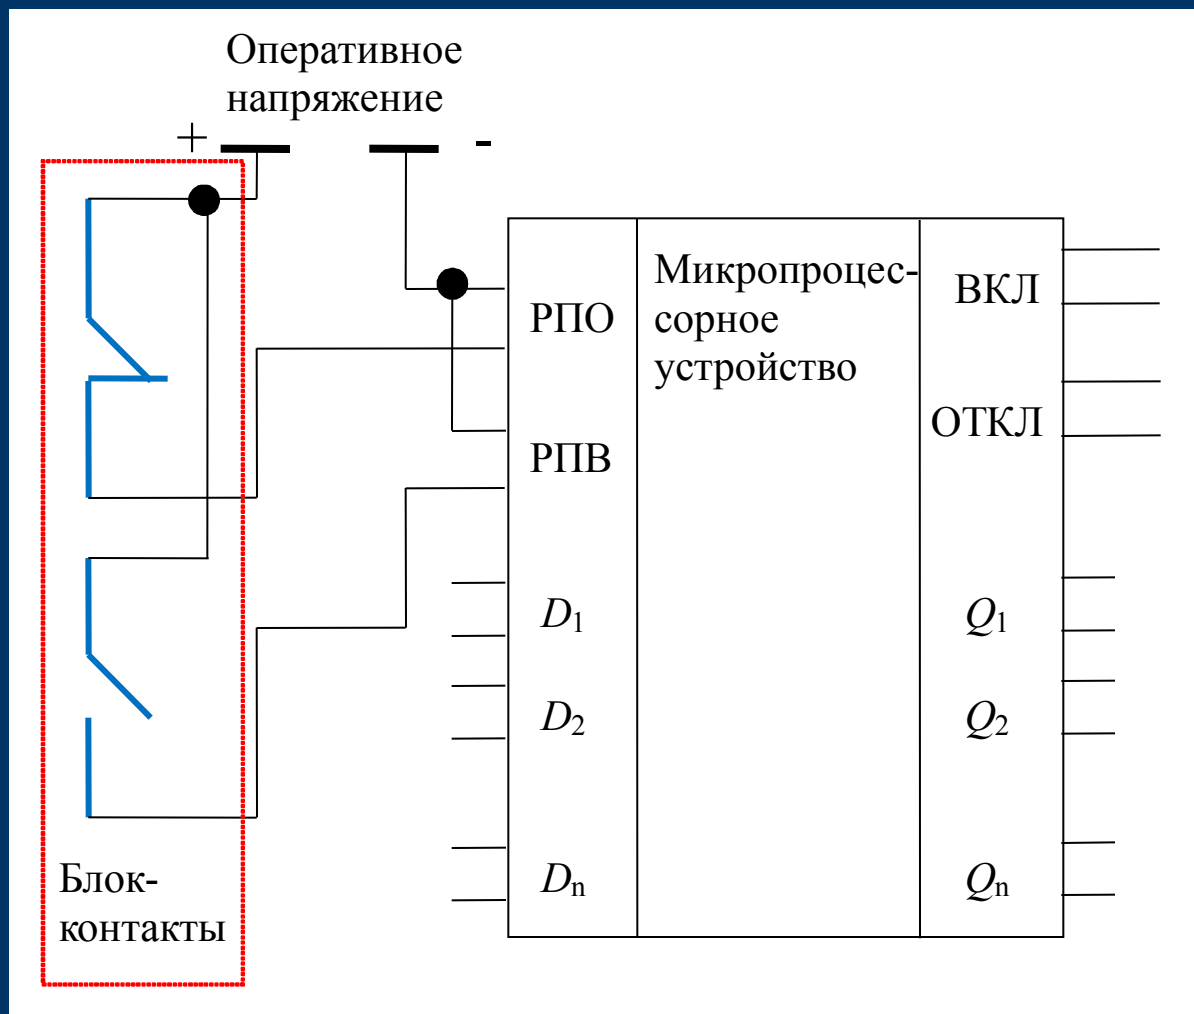 Оперативное
напряжение
+
-
Микропроцес-
сорное
устройство
РПО
РПВ
D1
D2
Dn
ВКЛ
ОТКЛ
Q1
Q2
Qn
Блок-
контакты